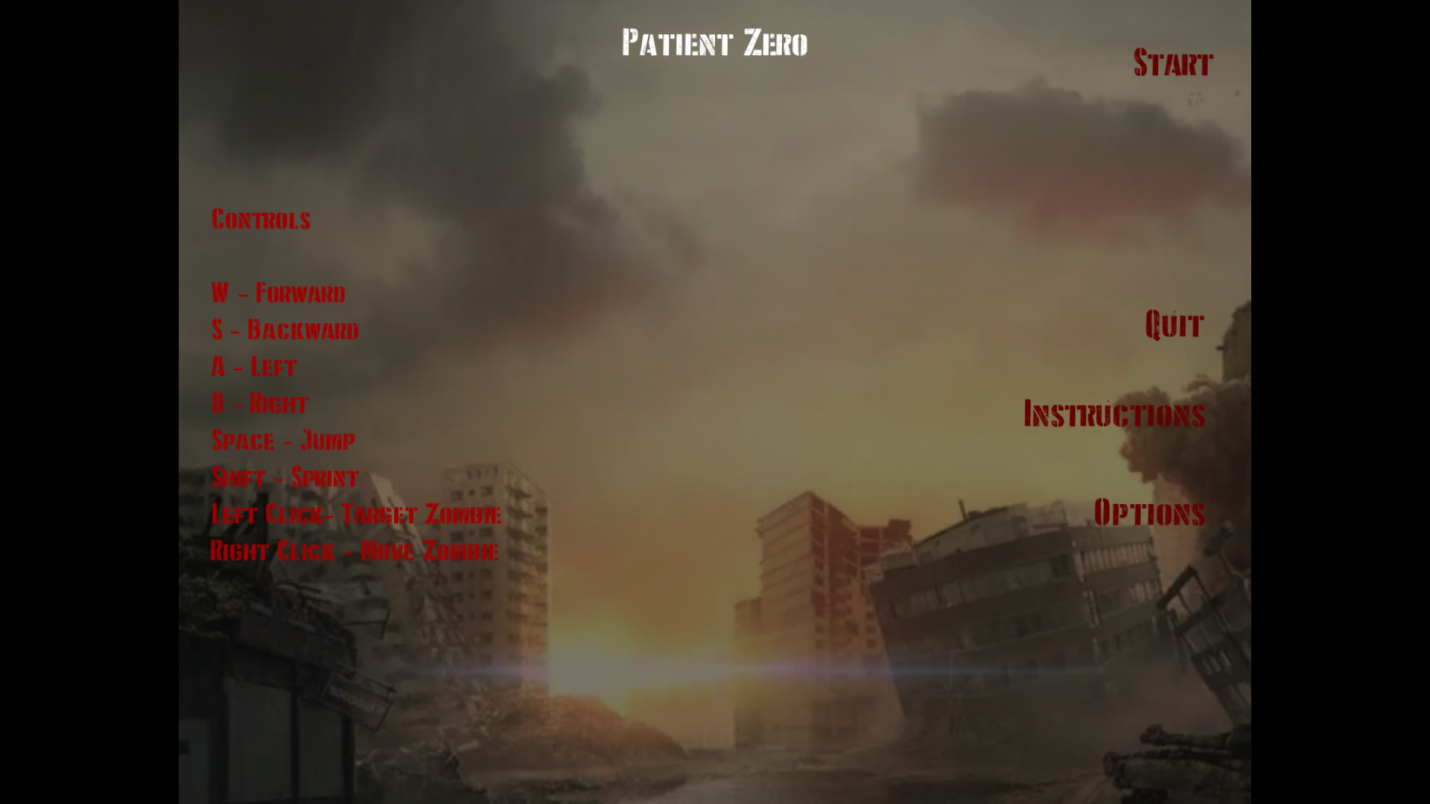 Patient Zero
Start
Controls
W - Forward
S - Backward
A - Left
D - Right
Space - Jump
Shift - Sprint
Left Click- Target Zombie
Right Click - Move Zombie
Quit
Instructions
Options